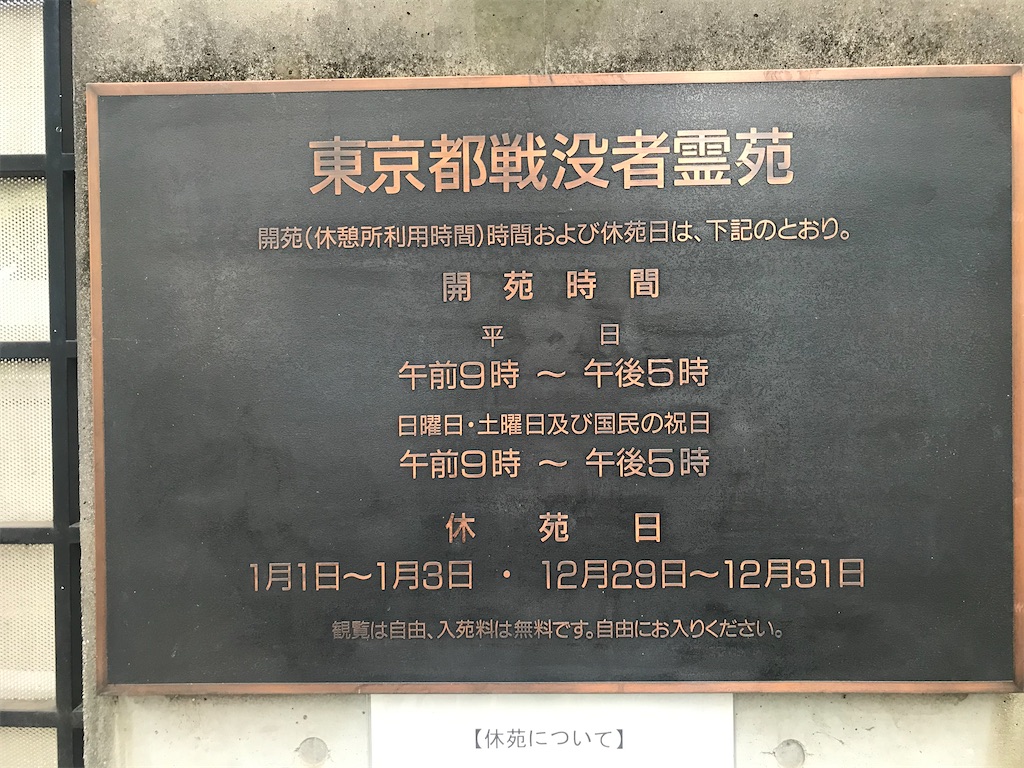 東京都戦没者霊苑
開苑(休憩所利用時間)時間および休苑日は、下記のとおり。
開苑時間
平日
午前9時 〜 午後5時
日曜日・土曜日及び国民の祝日
午前9時 〜 午後5時
休苑日
1月1日〜1月3日 ・ 12月29日〜12月31日
観覧は自由、入苑料は無料です。自由にお入りください。
【休苑について】